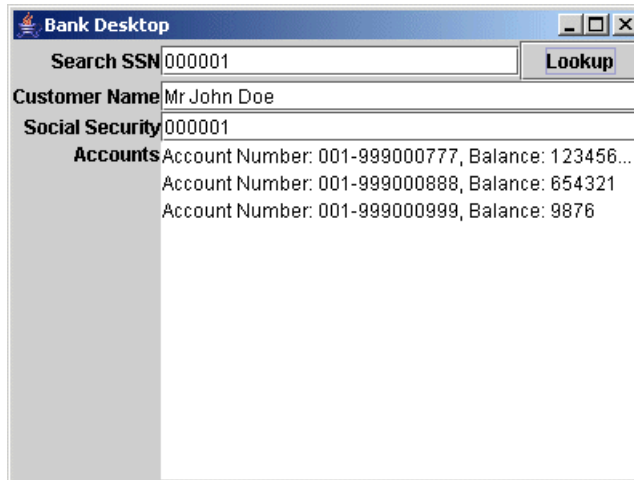 Bank Desktop
Search SSN 000001 Lookup
Customer Name Mr John Doe
Social Security 000001
Accounts Account Number: 001-999000777, Balance: 123456...
Account Number: 001-999000888, Balance: 654321
Account Number: 001-999000999, Balance: 9876